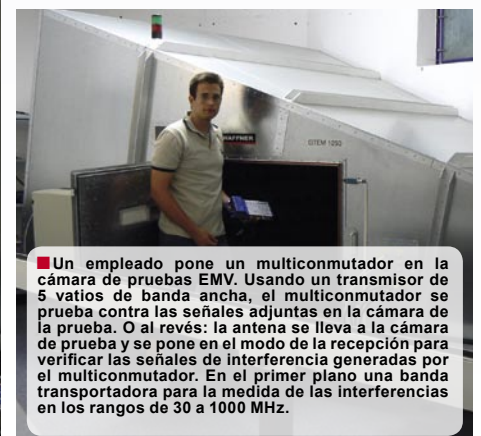 HAFFNER
GTEM 1250
Un empleado pone un multiconmutador en la
cámara de pruebas EMV. Usando un transmisor de
5 vatios de banda ancha, el multiconmutador se
prueba contra las señales adjuntas en la cámara de
la prueba. O al revés: la antena se lleva a la cámara
de prueba y se pone en el modo de la recepción para
verificar las señales de interferencia generadas por
el multiconmutador. En el primer plano una banda
transportadora para la medida de las interferencias
en los rangos de 30 a 1000 MHz.